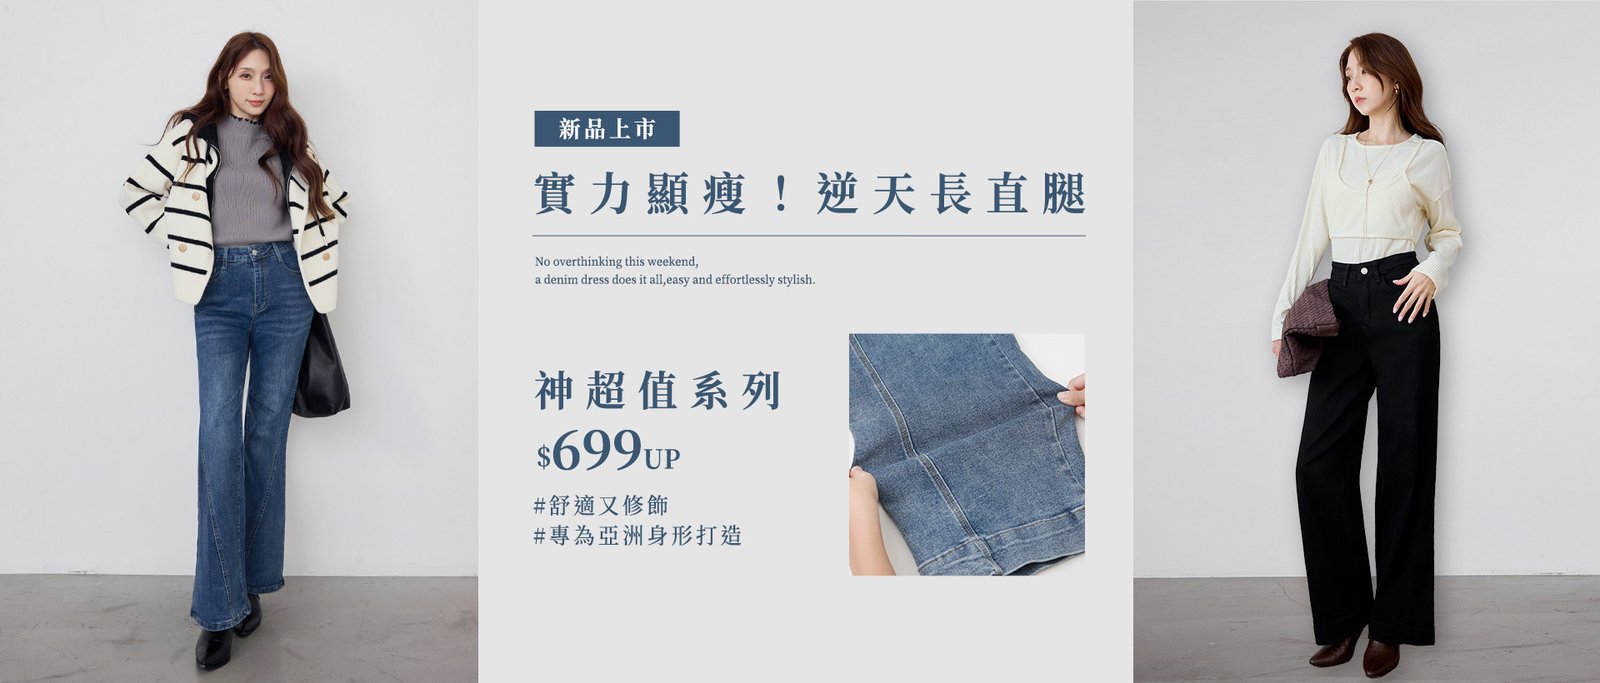 新品上市
實力顯瘦！逆天長直腿
No overthinking this weekend,
a denim dress does it all,easy and effortlessly stylish.
神超值系列
$699UP
#舒適又修飾
#專為亞洲身形打造